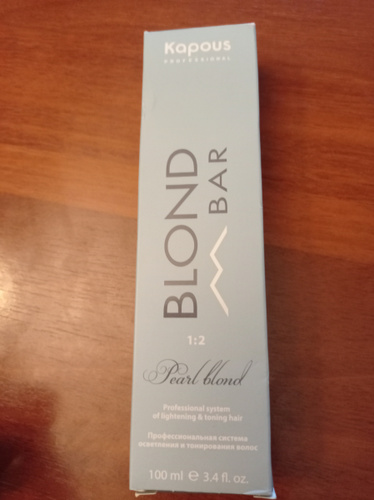 Kapous
PROFESSIONAL
BLOND
BAR
1:2
Pearl blond
Professional system
of lightening & toning hair
Профессиональная система
осветления и тонирования волос
100 ml e 3.4 fl. oz.